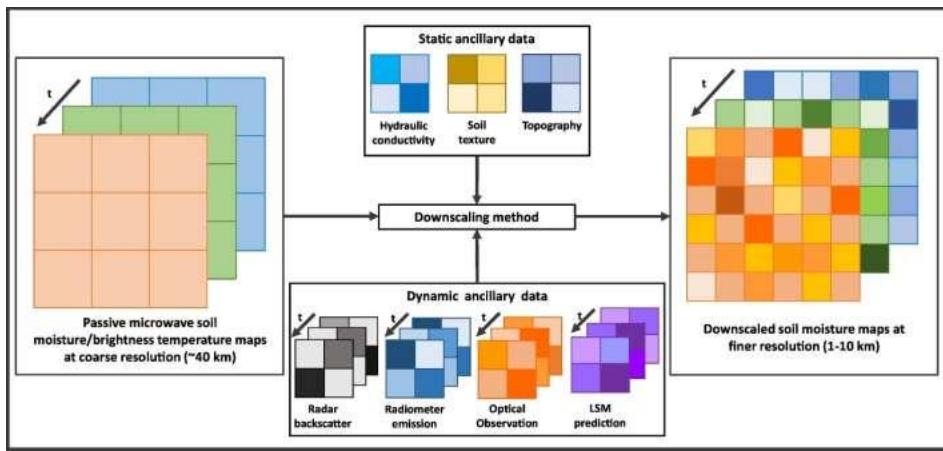 Static ancillary data
Hydraulic
conductivity
Soil
texture
Topography
t
Passive microwave soil
moisture/brightness temperature maps
at coarse resolution (~40 km)
Downscaling method
Dynamic ancillary data
t
Radar
backscatter
t
Radiometer
emission
t
Optical
Observation
t
LSM
prediction
t
Downscaled soil moisture maps at
finer resolution (1-10 km)